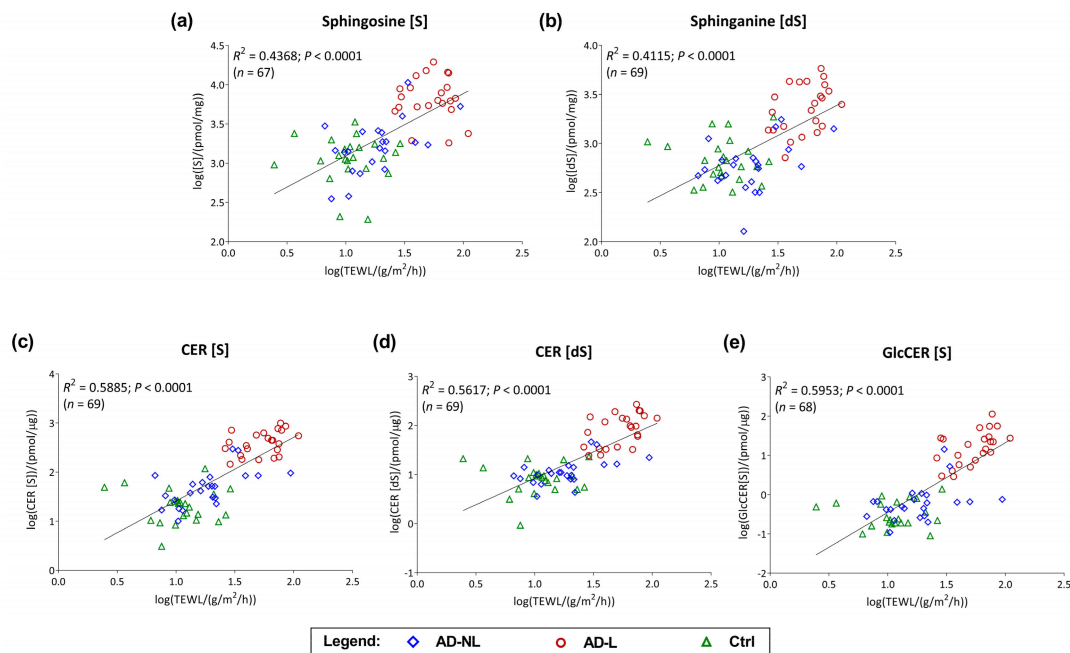 (a)
Sphingosine [S]
R² = 0.4368; P < 0.0001
(n = 67)
log([S]/(pmol/mg))
4.5
4.0
3.5
3.0
2.5
2.0
0.0 0.5 1.0 1.5 2.0 2.5
log(TEWL/(g/m²/h))
(b)
Sphinganine [dS]
R² = 0.4115; P < 0.0001
(n = 69)
log([dS]/(pmol/mg))
4.0
3.5
3.0
2.5
2.0
0.0 0.5 1.0 1.5 2.0 2.5
log(TEWL/(g/m²/h))
(c)
CER [S]
R² = 0.5885; P < 0.0001
(n = 69)
log(CER [S])/(pmol/μg))
4
3
2
1
0
0.0 0.5 1.0 1.5 2.0 2.5
log(TEWL/(g/m²/h))
(d)
CER [dS]
R² = 0.5617; P < 0.0001
(n = 69)
log(CER [dS]/(pmol/μg))
3
2
1
0
-1
0.0 0.5 1.0 1.5 2.0 2.5
log(TEWL/(g/m²/h))
(e)
GlcCER [S]
R² = 0.5953; P < 0.0001
(n = 68)
log(GlcCER[S])/(pmol/μg))
3
2
1
0
-1
-2
0.0 0.5 1.0 1.5 2.0 2.5
log(TEWL/(g/m²/h))
Legend: AD-NL AD-L Ctrl